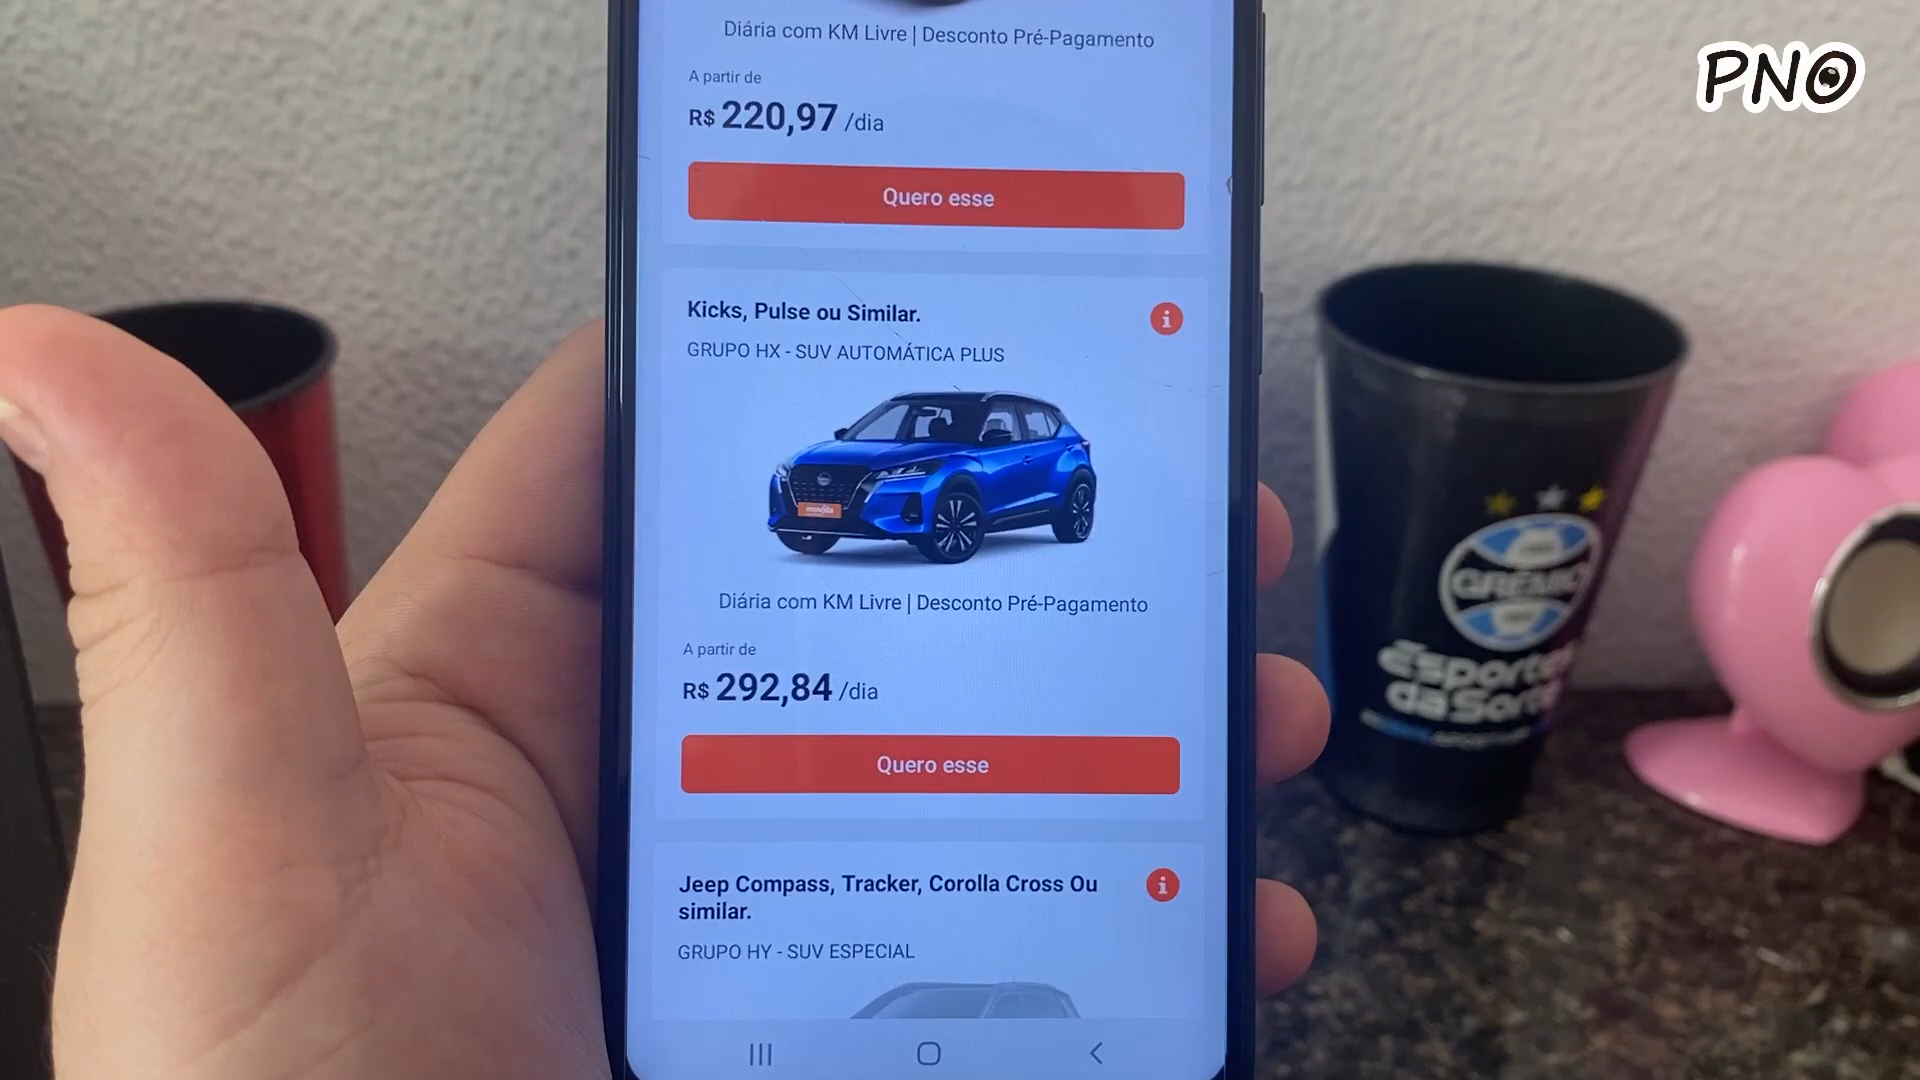 PNO
Diária com KM Livre | Desconto Pré-Pagamento
A partir de
R$ 220,97 /dia
Quero esse
Kicks, Pulse ou Similar.
GRUPO HX - SUV AUTOMÁTICA PLUS
movida
Diária com KM Livre | Desconto Pré-Pagamento
A partir de
R$ 292,84 /dia
Quero esse
Jeep Compass, Tracker, Corolla Cross Ou
similar.
GRUPO HY - SUV ESPECIAL
GRÊMIO
Esportes
da Sorte